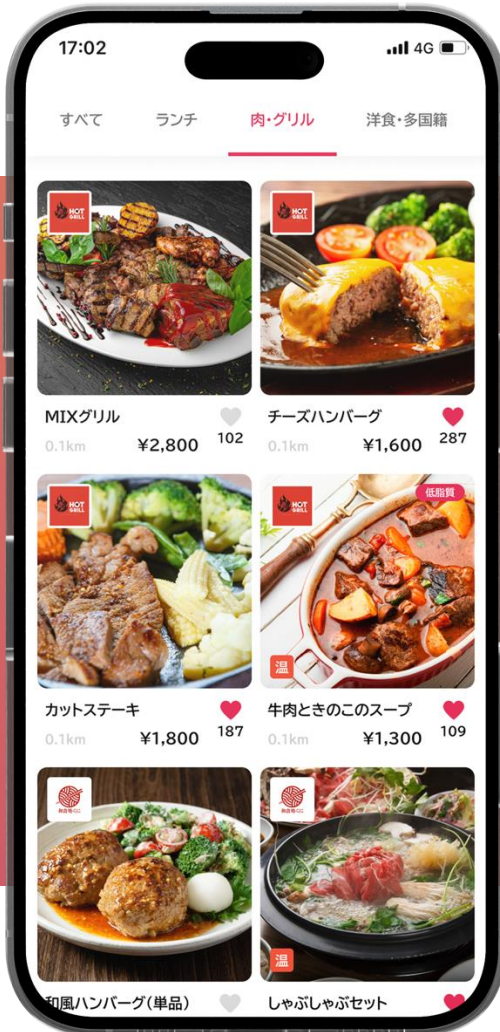 17:02
4G
すべて
ランチ
肉・グリル
洋食・多国籍
HOT
GRILL
HOT
GRILL
MIXグリル
102
0.1km
¥2,800
チーズハンバーグ
287
0.1km
¥1,600
HOT
GRILL
HOT
GRILL
低脂質
温
カットステーキ
187
0.1km
¥1,800
牛肉ときのこのスープ
109
0.1km
¥1,300
温
和風ハンバーグ(単品)
しゃぶしゃぶセット